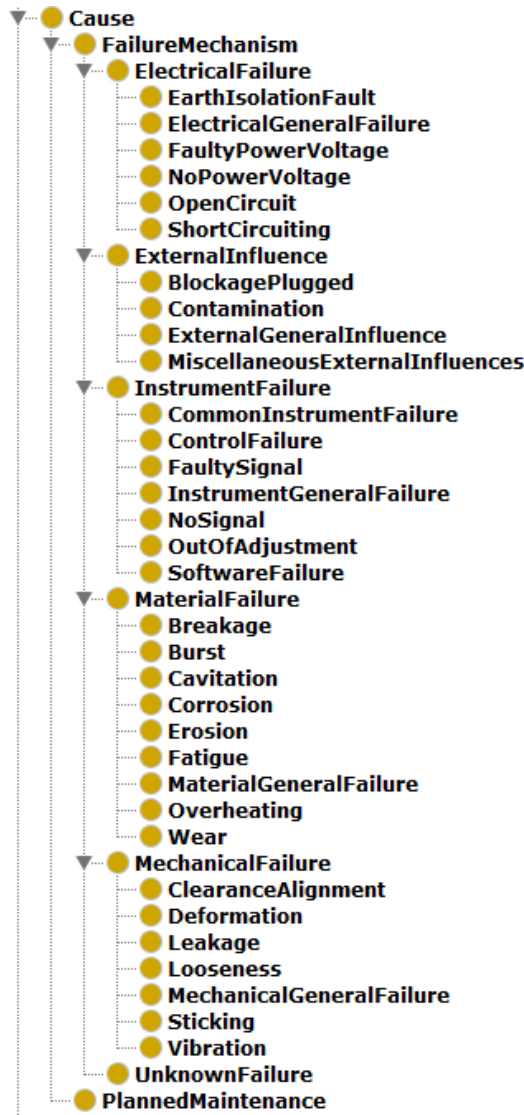 Cause
FailureMechanism
ElectricalFailure
EarthIsolationFault
ElectricalGeneralFailure
FaultyPowerVoltage
NoPowerVoltage
OpenCircuit
ShortCircuiting
ExternalInfluence
BlockagePlugged
Contamination
ExternalGeneralInfluence
MiscellaneousExternalInfluences
InstrumentFailure
CommonInstrumentFailure
ControlFailure
FaultySignal
InstrumentGeneralFailure
NoSignal
OutOfAdjustment
SoftwareFailure
MaterialFailure
Breakage
Burst
Cavitation
Corrosion
Erosion
Fatigue
MaterialGeneralFailure
Overheating
Wear
MechanicalFailure
ClearanceAlignment
Deformation
Leakage
Looseness
MechanicalGeneralFailure
Sticking
Vibration
UnknownFailure
PlannedMaintenance